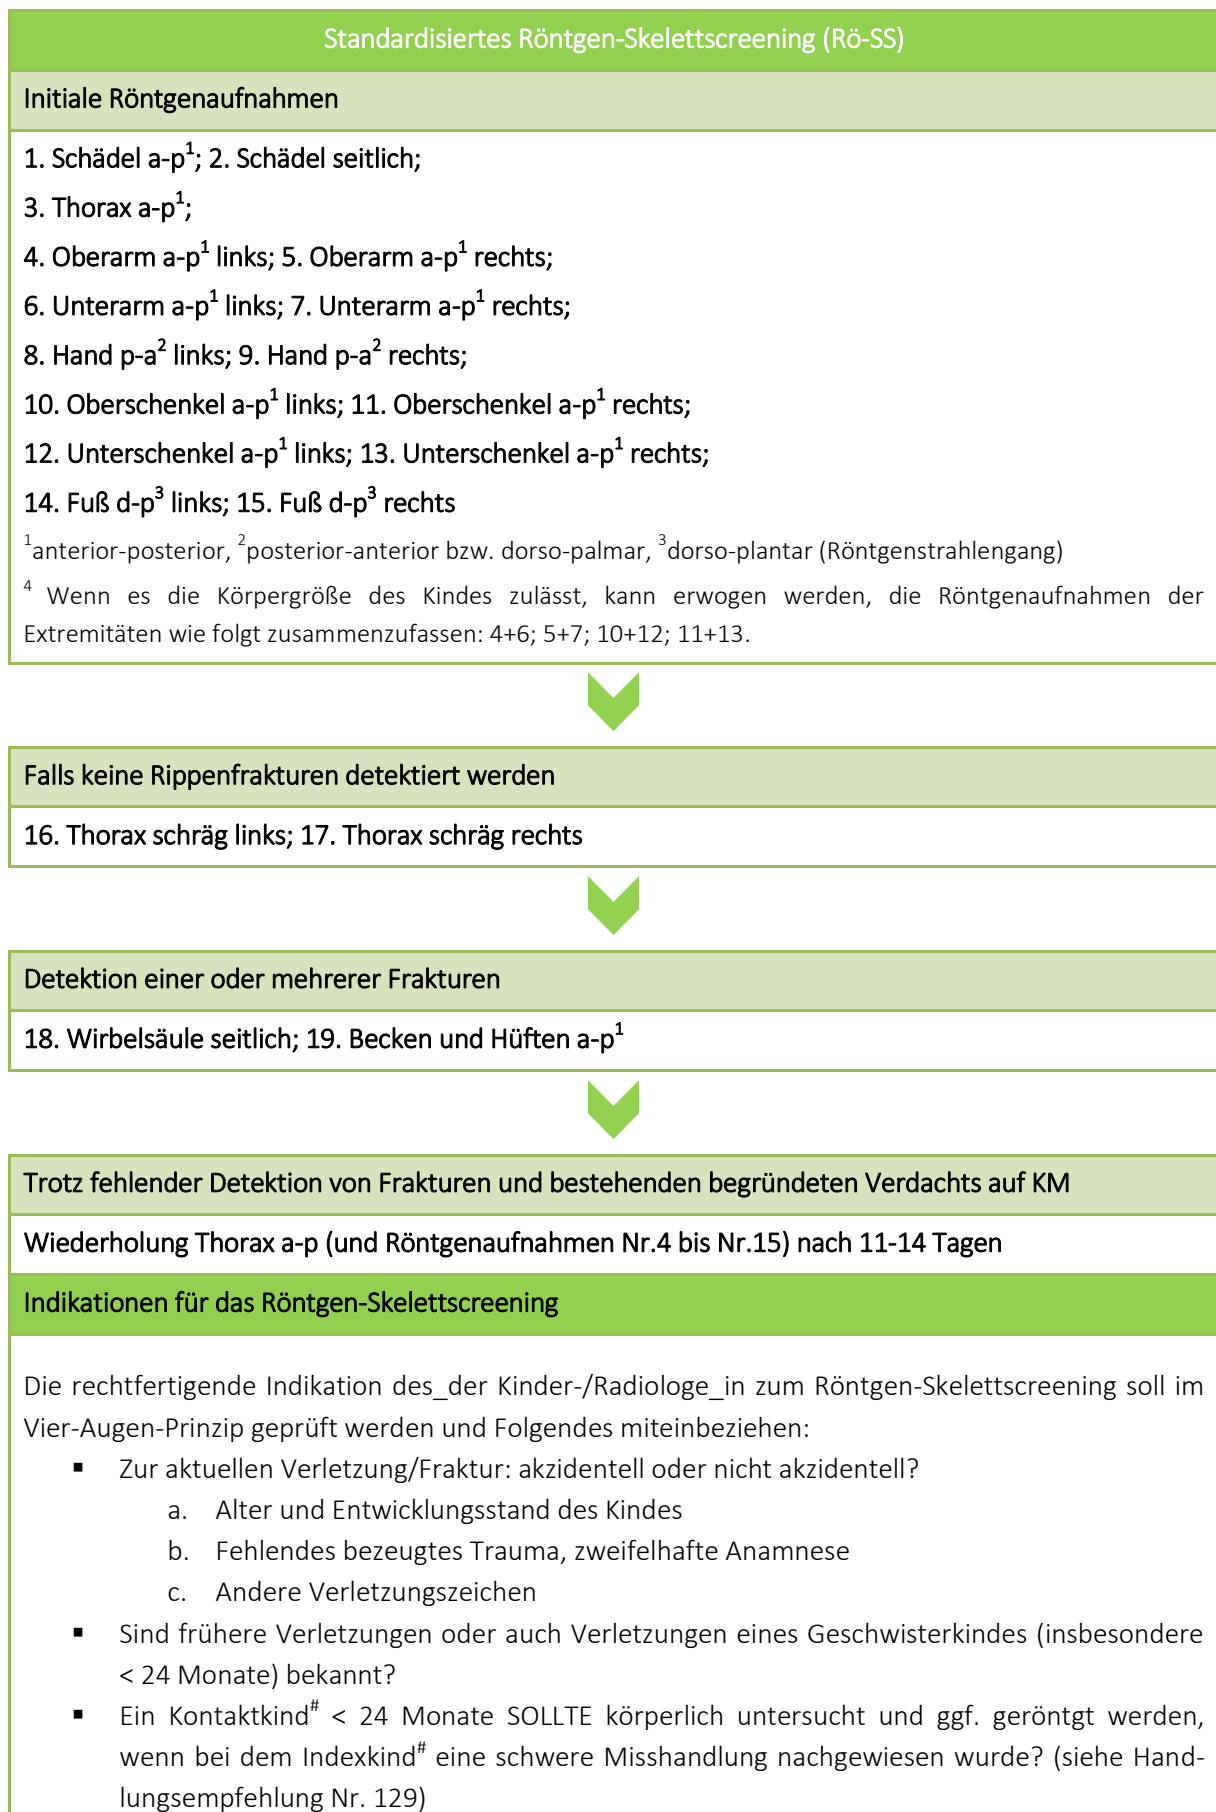 Standardisiertes Röntgen-Skelettscreening (Rö-SS)
Initiale Röntgenaufnahmen
1. Schädel a-p¹; 2. Schädel seitlich;
3. Thorax a-p¹;
4. Oberarm a-p¹ links; 5. Oberarm a-p¹ rechts;
6. Unterarm a-p¹ links; 7. Unterarm a-p¹ rechts;
8. Hand p-a² links; 9. Hand p-a² rechts;
10. Oberschenkel a-p¹ links; 11. Oberschenkel a-p¹ rechts;
12. Unterschenkel a-p¹ links; 13. Unterschenkel a-p¹ rechts;
14. Fuß d-p³ links; 15. Fuß d-p³ rechts
¹anterior-posterior, ²posterior-anterior bzw. dorso-palmar, ³dorso-plantar (Röntgenstrahlengang)
⁴ Wenn es die Körpergröße des Kindes zulässt, kann erwogen werden, die Röntgenaufnahmen der
Extremitäten wie folgt zusammenzufassen: 4+6; 5+7; 10+12; 11+13.
Falls keine Rippenfrakturen detektiert werden
16. Thorax schräg links; 17. Thorax schräg rechts
Detektion einer oder mehrerer Frakturen
18. Wirbelsäule seitlich; 19. Becken und Hüften a-p¹
Trotz fehlender Detektion von Frakturen und bestehenden begründeten Verdachts auf KM
Wiederholung Thorax a-p (und Röntgenaufnahmen Nr.4 bis Nr.15) nach 11-14 Tagen
Indikationen für das Röntgen-Skelettscreening
Die rechtfertigende Indikation des_der Kinder-/Radiologe_in zum Röntgen-Skelettscreening soll im
Vier-Augen-Prinzip geprüft werden und Folgendes miteinbeziehen:
▪ Zur aktuellen Verletzung/Fraktur: akzidentell oder nicht akzidentell?
a. Alter und Entwicklungsstand des Kindes
b. Fehlendes bezeugtes Trauma, zweifelhafte Anamnese
c. Andere Verletzungszeichen
▪ Sind frühere Verletzungen oder auch Verletzungen eines Geschwisterkindes (insbesondere
< 24 Monate) bekannt?
▪ Ein Kontaktkind# < 24 Monate SOLLTE körperlich untersucht und ggf. geröntgt werden,
wenn bei dem Indexkind# eine schwere Misshandlung nachgewiesen wurde? (siehe Hand-
lungsempfehlung Nr. 129)